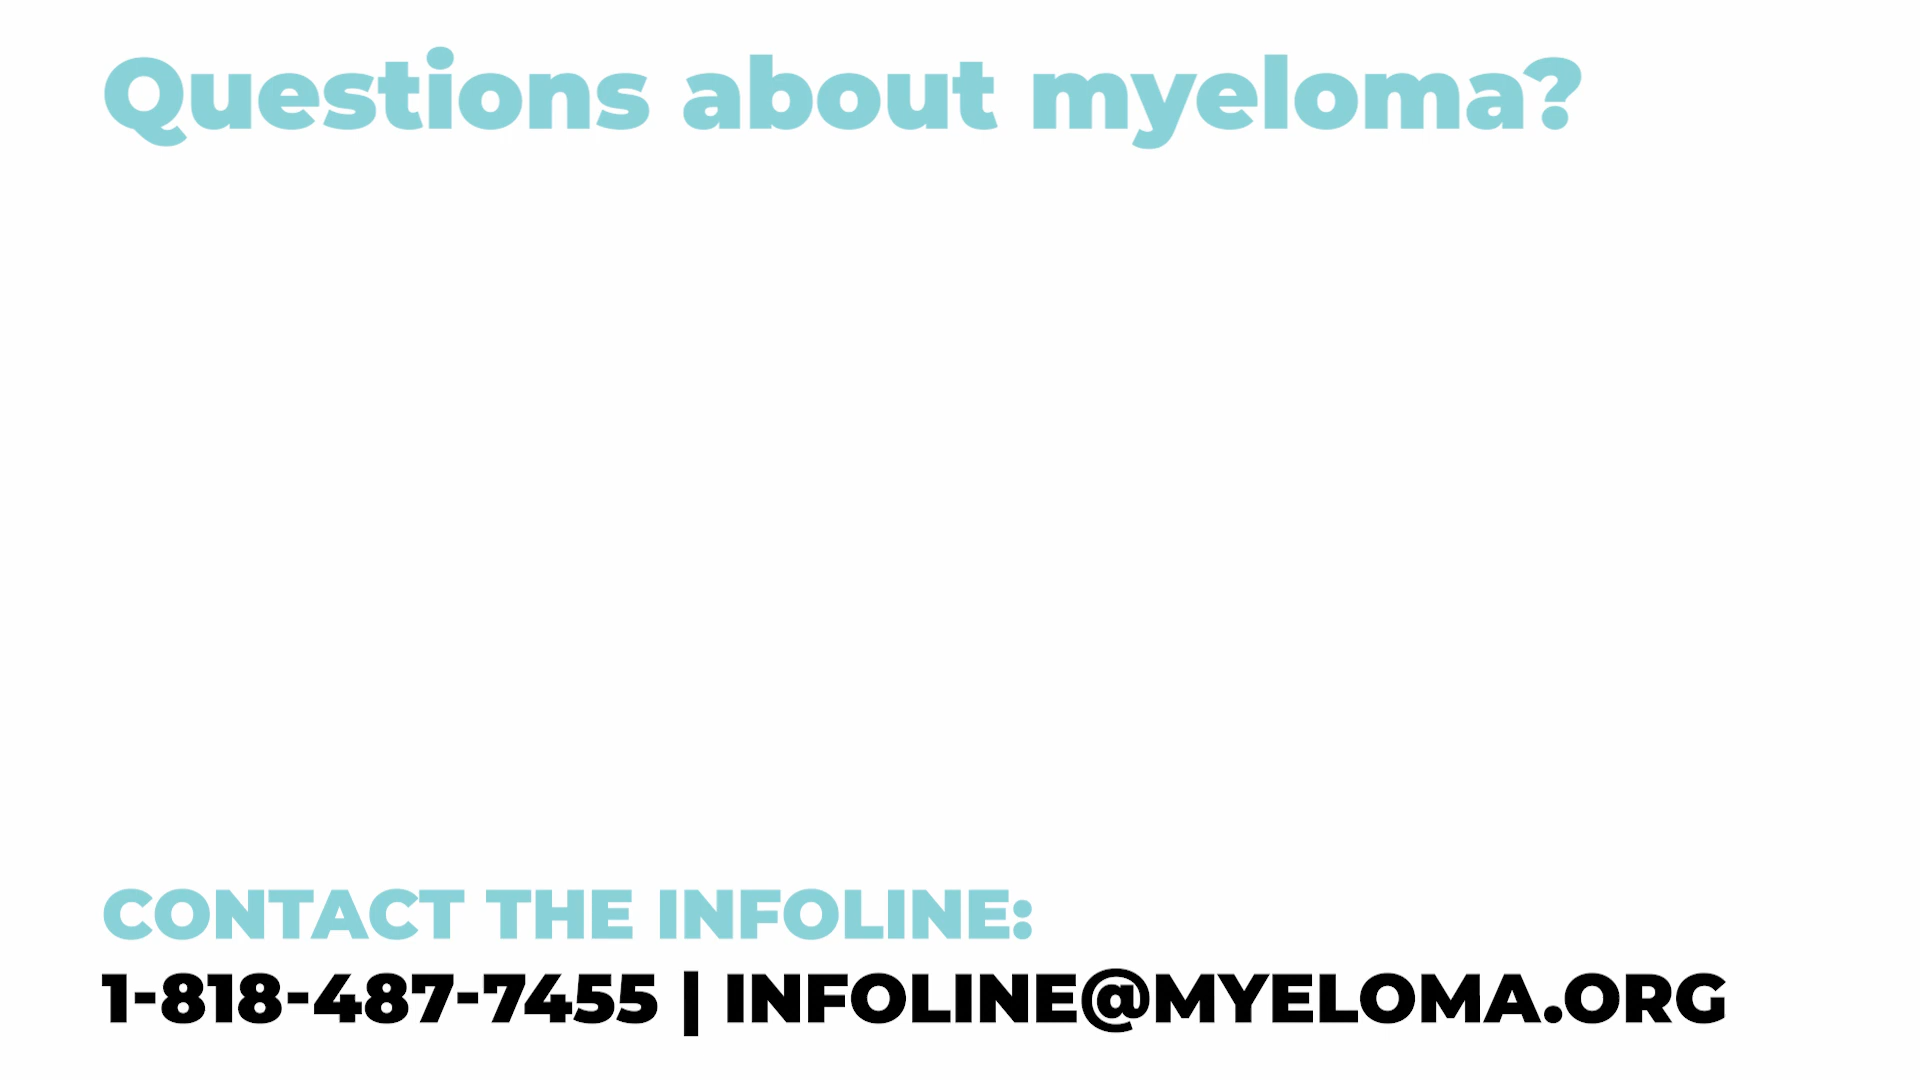 Questions about myeloma?
CONTACT THE INFOLINE:
1-818-487-7455 | INFOLINE@MYELOMA.ORG